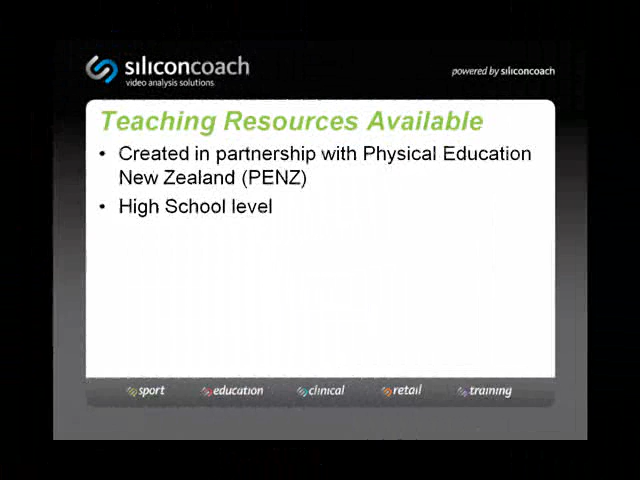 siliconcoach
video analysis solutions
powered by siliconcoach
Teaching Resources Available
• Created in partnership with Physical Education
New Zealand (PENZ)
• High School level
sport education clinical retail training